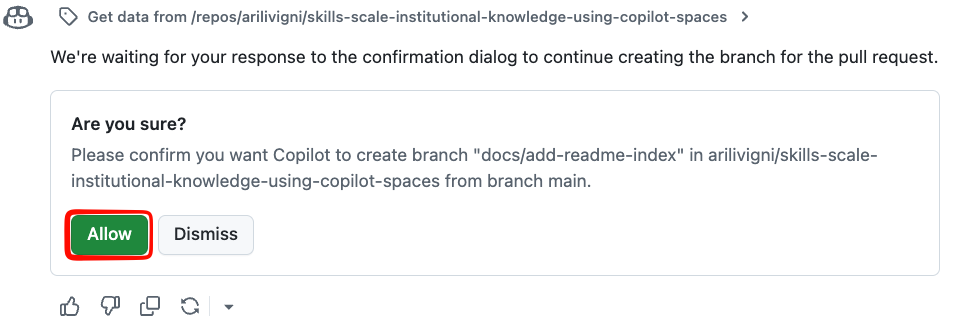 Get data from /repos/arilivigni/skills-scale-institutional-knowledge-using-copilot-spaces
We're waiting for your response to the confirmation dialog to continue creating the branch for the pull request.
Are you sure?
Please confirm you want Copilot to create branch "docs/add-readme-index" in arilivigni/skills-scale-
institutional-knowledge-using-copilot-spaces from branch main.
Allow Dismiss